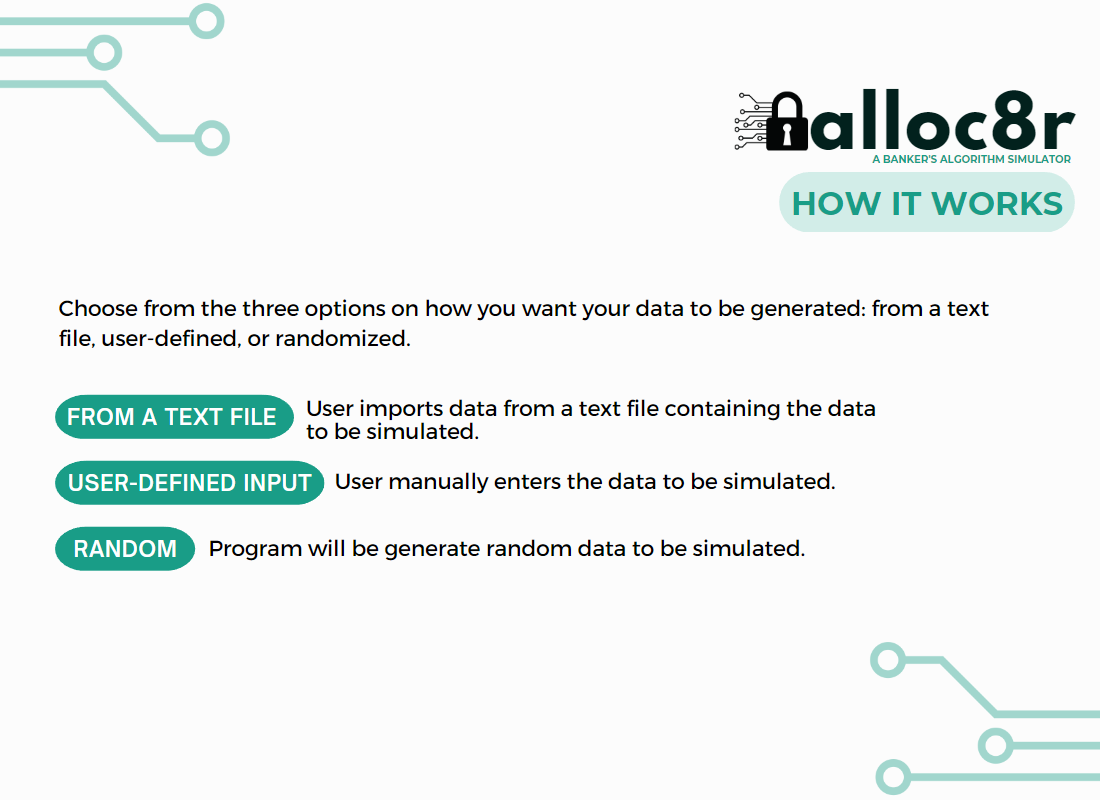 alloc8r
A BANKER'S ALGORITHM SIMULATOR
HOW IT WORKS
Choose from the three options on how you want your data to be generated: from a text
file, user-defined, or randomized.
FROM A TEXT FILE
User imports data from a text file containing the data
to be simulated.
USER-DEFINED INPUT
User manually enters the data to be simulated.
RANDOM
Program will be generate random data to be simulated.